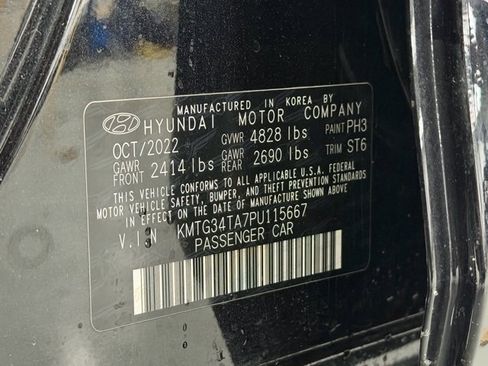 MANUFACTURED IN KOREA BY
HYUNDAI MOTOR COMPANY
OCT/2022 GVWR 4828 lbs PAINT PH3
GAWR FRONT 2414 lbs GAWR REAR 2690 lbs TRIM ST6
THIS VEHICLE CONFORMS TO ALL APPLICABLE U.S.A. FEDERAL
MOTOR VEHICLE SAFETY, BUMPER, AND THEFT PREVENTION STANDARDS
IN EFFECT ON THE DATE OF MANUFACTURE SHOWN ABOVE
V.I.N KMTG34TA7PU115667
PASSENGER CAR